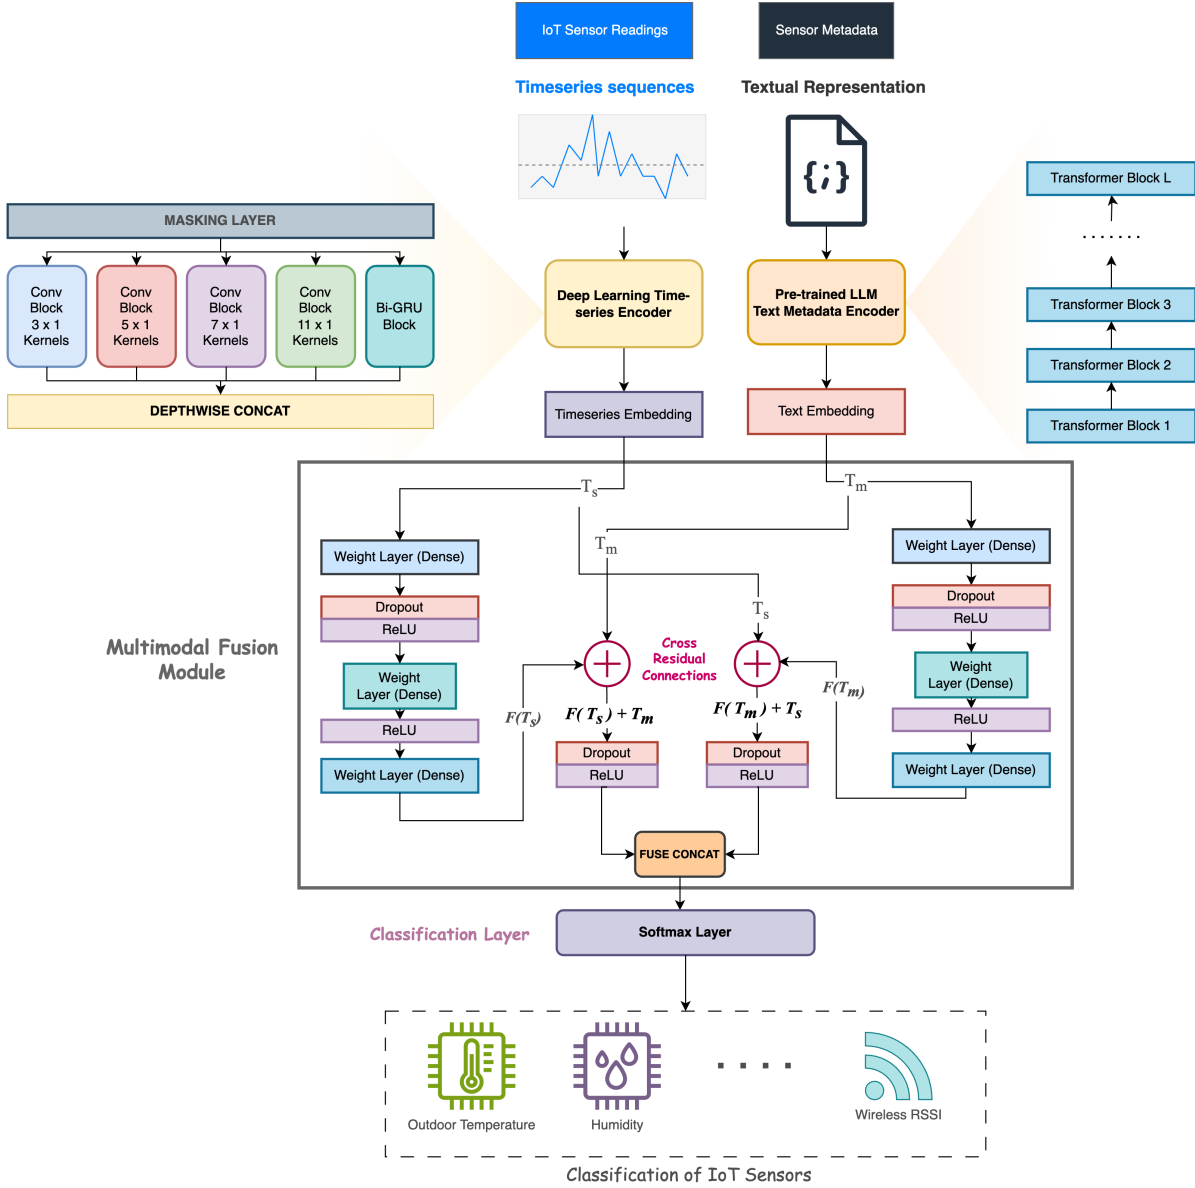 IoT Sensor Readings
Sensor Metadata
Timeseries sequences
Textual Representation
{;}
MASKING LAYER
Conv
Block
3 x 1
Kernels
Conv
Block
5 x 1
Kernels
Conv
Block
7 x 1
Kernels
Conv
Block
11 x 1
Kernels
Bi-GRU
Block
DEPTHWISE CONCAT
Deep Learning Time-
series Encoder
Pre-trained LLM
Text Metadata Encoder
Timeseries Embedding
Text Embedding
Transformer Block L
.......
Transformer Block 3
Transformer Block 2
Transformer Block 1
Multimodal Fusion
Module
Ts
Tm
Tm
Ts
Weight Layer (Dense)
Dropout
ReLU
Weight
Layer (Dense)
ReLU
Weight Layer (Dense)
F(Ts)
Cross
Residual
Connections
F( Ts ) + Tm
Dropout
ReLU
F( Tm ) + Ts
Dropout
ReLU
F(Tm)
Weight Layer (Dense)
Dropout
ReLU
Weight
Layer (Dense)
ReLU
Weight Layer (Dense)
FUSE CONCAT
Classification Layer
Softmax Layer
Outdoor Temperature
Humidity
. . . .
Wireless RSSI
Classification of IoT Sensors